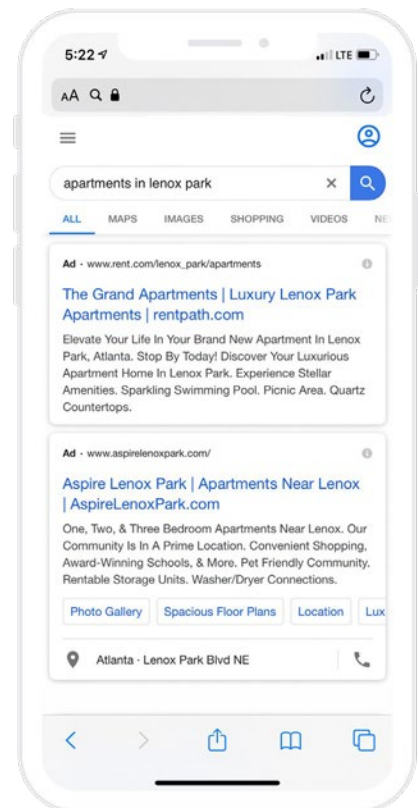 5:22
LTE
AA
apartments in lenox park
ALL MAPS IMAGES SHOPPING VIDEOS NE
Ad · www.rent.com/lenox_park/apartments
The Grand Apartments | Luxury Lenox Park
Apartments | rentpath.com
Elevate Your Life In Your Brand New Apartment In Lenox
Park, Atlanta. Stop By Today! Discover Your Luxurious
Apartment Home In Lenox Park. Experience Stellar
Amenities. Sparkling Swimming Pool. Picnic Area. Quartz
Countertops.
Ad · www.aspirelenoxpark.com/
Aspire Lenox Park | Apartments Near Lenox
| AspireLenoxPark.com
One, Two, & Three Bedroom Apartments Near Lenox. Our
Community Is In A Prime Location. Convenient Shopping,
Award-Winning Schools, & More. Pet Friendly Community.
Rentable Storage Units. Washer/Dryer Connections.
Photo Gallery Spacious Floor Plans Location Lux
Atlanta · Lenox Park Blvd NE